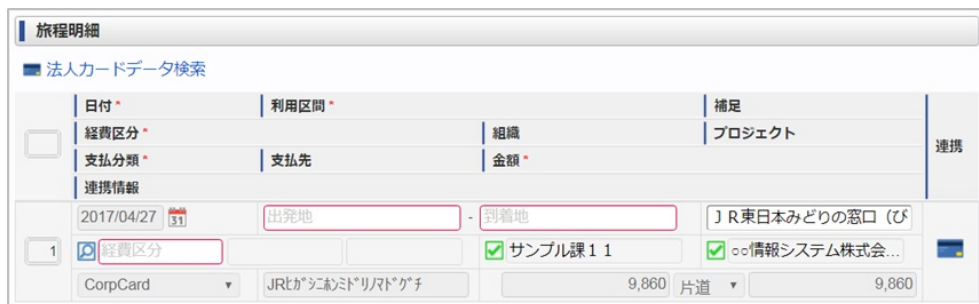 旅程明細
法人カードデータ検索
日付* 利用区間* 補足
経費区分* 組織 プロジェクト
連携
支払分類* 支払先 金額*
連携情報
2017/04/27 31 出発地 - 到着地 ＪＲ東日本みどりの窓口（び
1 経費区分 サンプル課１１ ○○情報システム株式会...
CorpCard JRﾋｶﾞｼﾆﾎﾝﾐﾄﾞﾘﾉﾏﾄﾞｸﾞﾁ 9,860 片道 9,860